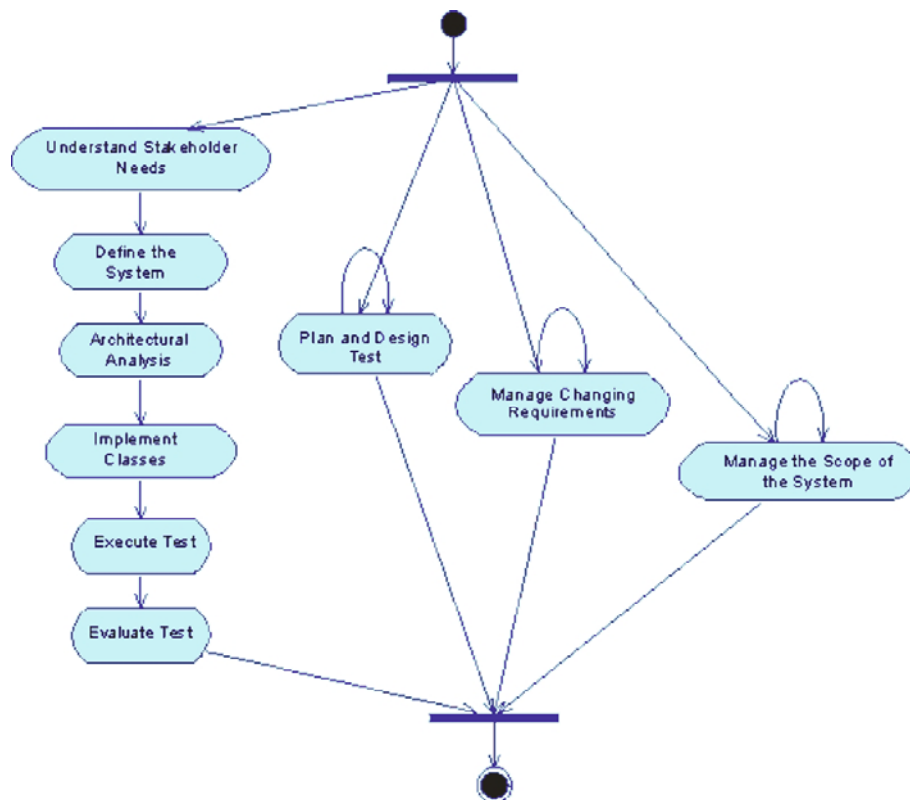 Understand Stakeholder
Needs
Define the
System
Architectural
Analysis
Implement
Classes
Execute Test
Evaluate Test
Plan and Design
Test
Manage Changing
Requirements
Manage the Scope of
the System